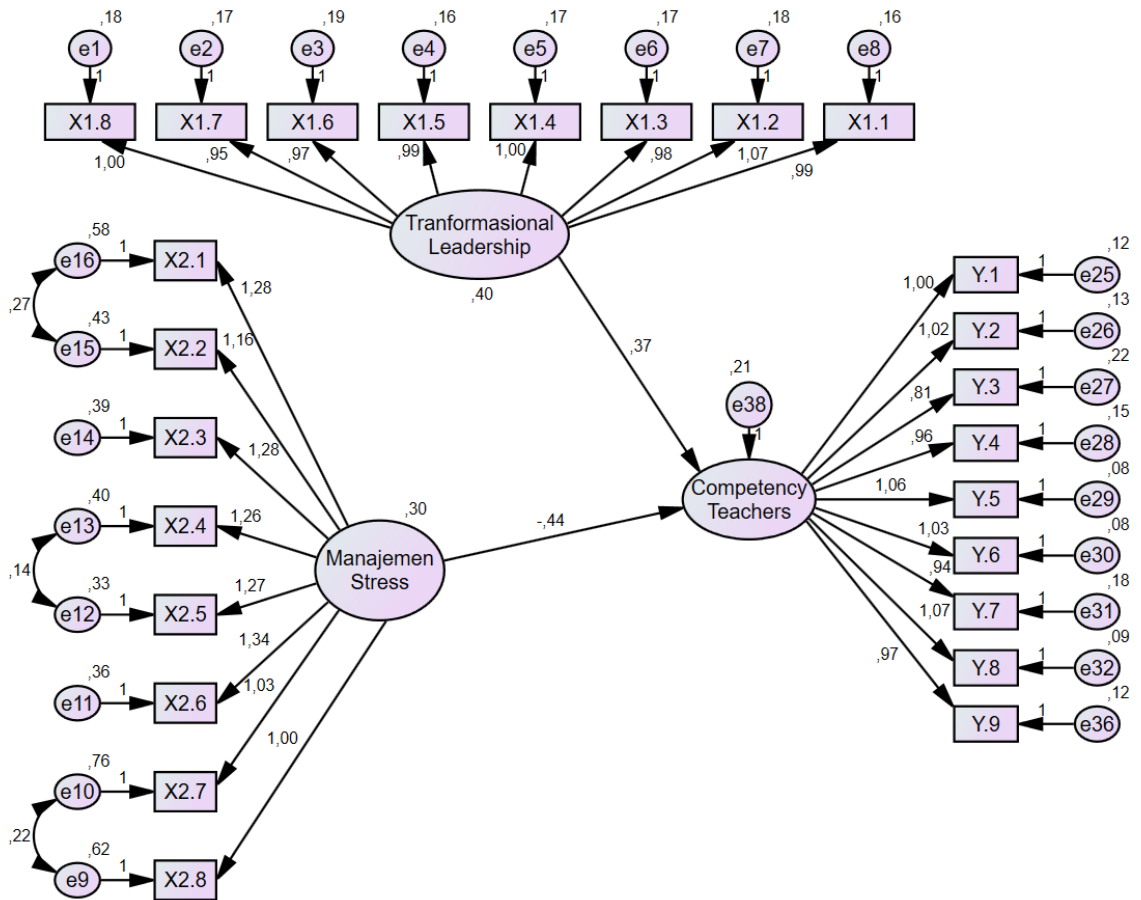 ,18 ,17 ,19 ,16 ,17 ,17 ,18 ,16
e1 e2 e3 e4 e5 e6 e7 e8
1 1 1 1 1 1 1 1
X1.8 X1.7 X1.6 X1.5 X1.4 X1.3 X1.2 X1.1
1,00 ,95 ,97 ,99 1,00 ,98 1,07 ,99
Tranformasional
Leadership
,40
,37
,58
e16 1 X2.1
1,28
,27
,43
e15 1 X2.2
1,16
,39
e14 1 X2.3
1,28
,40
e13 1 X2.4
1,26
,14
,33
e12 1 X2.5
1,27
,36
e11 1 X2.6
1,34
,76
e10 1 X2.7
1,03
,22
,62
e9 1 X2.8
1,00
,30
Manajemen
Stress
-,44
,21
e38
1
Competency
Teachers
,12
1,00 Y.1 1 e25
,13
1,02 Y.2 1 e26
,22
,81 Y.3 1 e27
,15
,96 Y.4 1 e28
,08
1,06 Y.5 1 e29
,08
1,03 Y.6 1 e30
,18
,94 Y.7 1 e31
,09
1,07 Y.8 1 e32
,12
,97 Y.9 1 e36